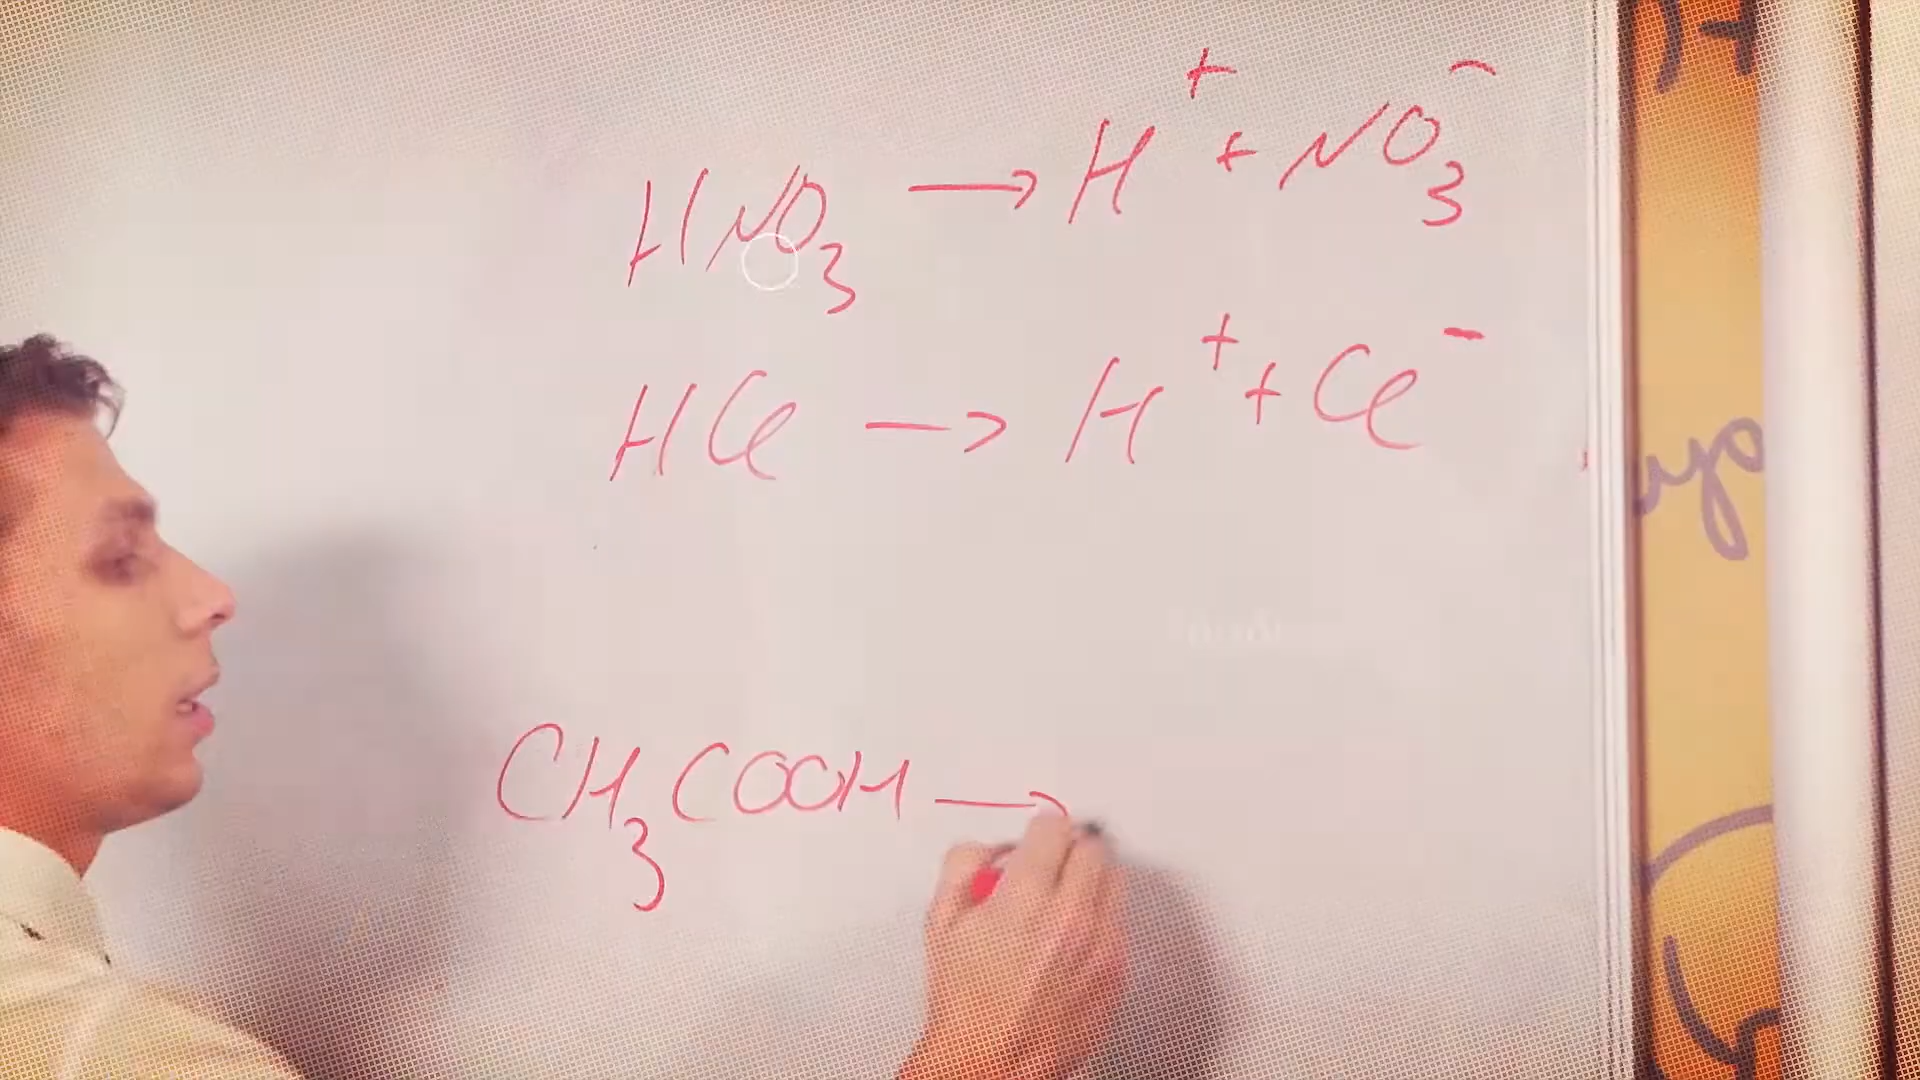 HNO₃ → H⁺ + NO₃⁻
HCl → H⁺ + Cl⁻
CH₃COOH →